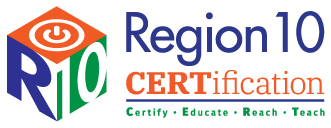 R10
Region 10
CERTification
Certify • Educate • Reach • Teach